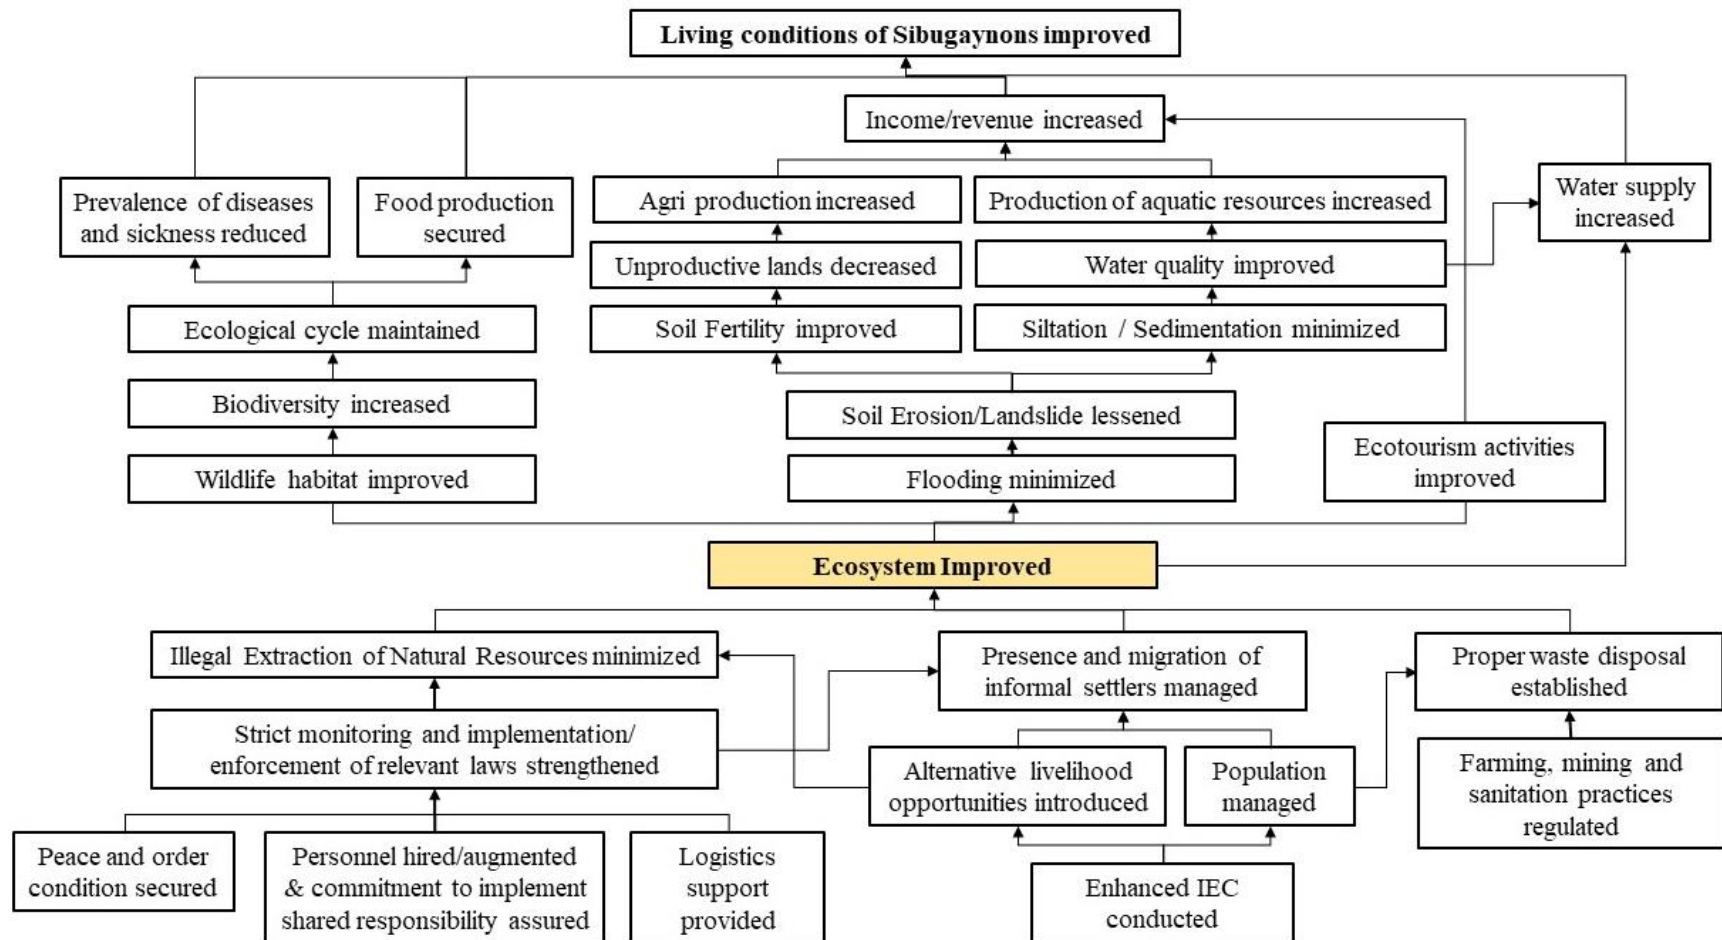 Living conditions of Sibugaynons improved
Income/revenue increased
Prevalence of diseases
and sickness reduced
Food production
secured
Agri production increased
Production of aquatic resources increased
Water supply
increased
Unproductive lands decreased
Water quality improved
Ecological cycle maintained
Soil Fertility improved
Siltation / Sedimentation minimized
Biodiversity increased
Soil Erosion/Landslide lessened
Ecotourism activities
improved
Wildlife habitat improved
Flooding minimized
Ecosystem Improved
Illegal Extraction of Natural Resources minimized
Presence and migration of
informal settlers managed
Proper waste disposal
established
Strict monitoring and implementation/
enforcement of relevant laws strengthened
Alternative livelihood
opportunities introduced
Population
managed
Farming, mining and
sanitation practices
regulated
Peace and order
condition secured
Personnel hired/augmented
& commitment to implement
shared responsibility assured
Logistics
support
provided
Enhanced IEC
conducted